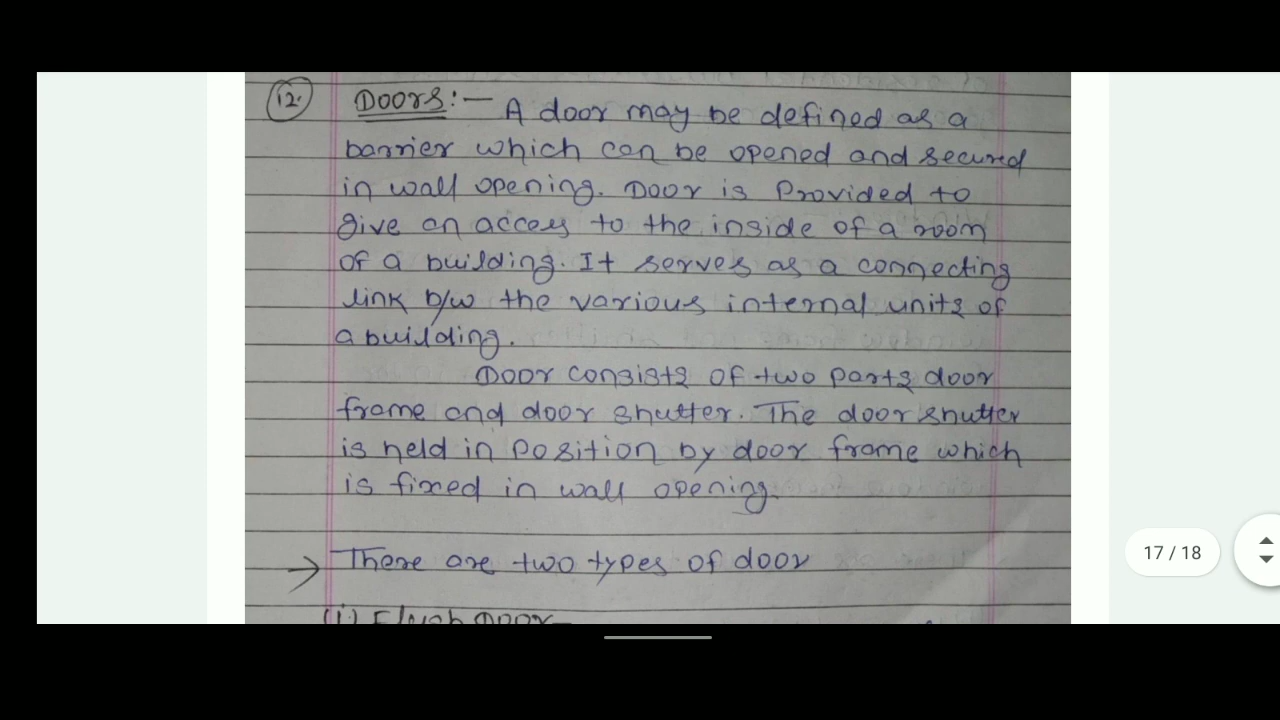 12.
Doors:— A door may be defined as a
barrier which can be opened and secured
in wall opening. Door is Provided to
give an access to the inside of a room
of a building. It serves as a connecting
link b/w the various internal units of
a building.
Door consists of two parts door
frame and door shutter. The door shutter
is held in position by door frame which
is fixed in wall opening.
→ There are two types of door
(i) Flush Door—
17 / 18